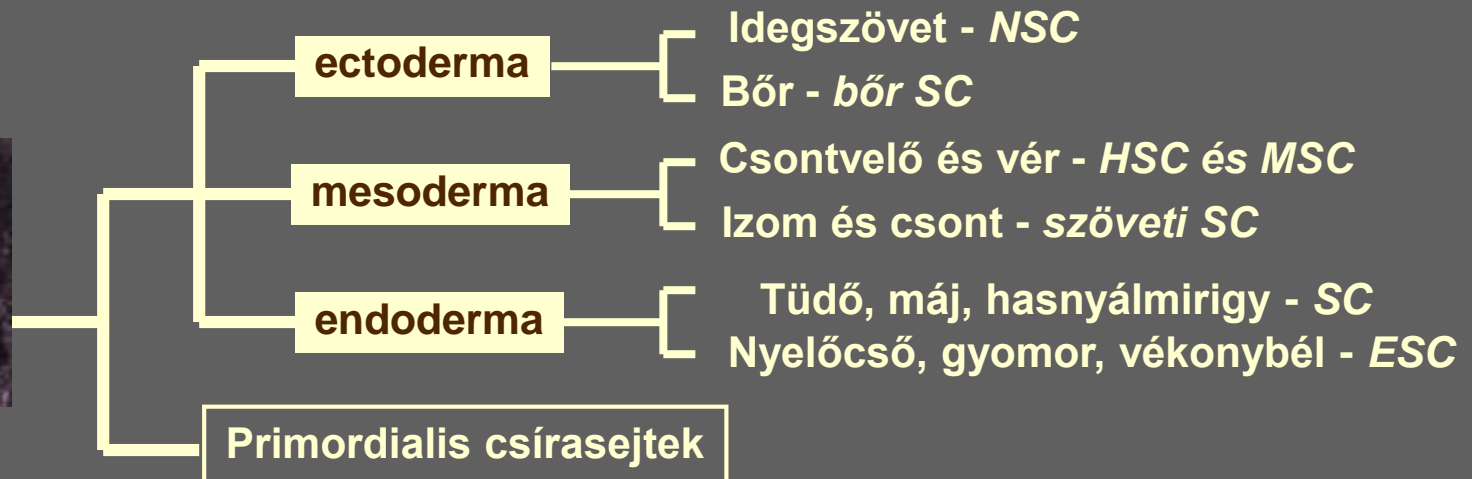 ectoderma
Idegszövet - NSC
Bőr - bőr SC
mesoderma
Csontvelő és vér - HSC és MSC
Izom és csont - szöveti SC
endoderma
Tüdő, máj, hasnyálmirigy - SC
Nyelőcső, gyomor, vékonybél - ESC
Primordialis csírasejtek